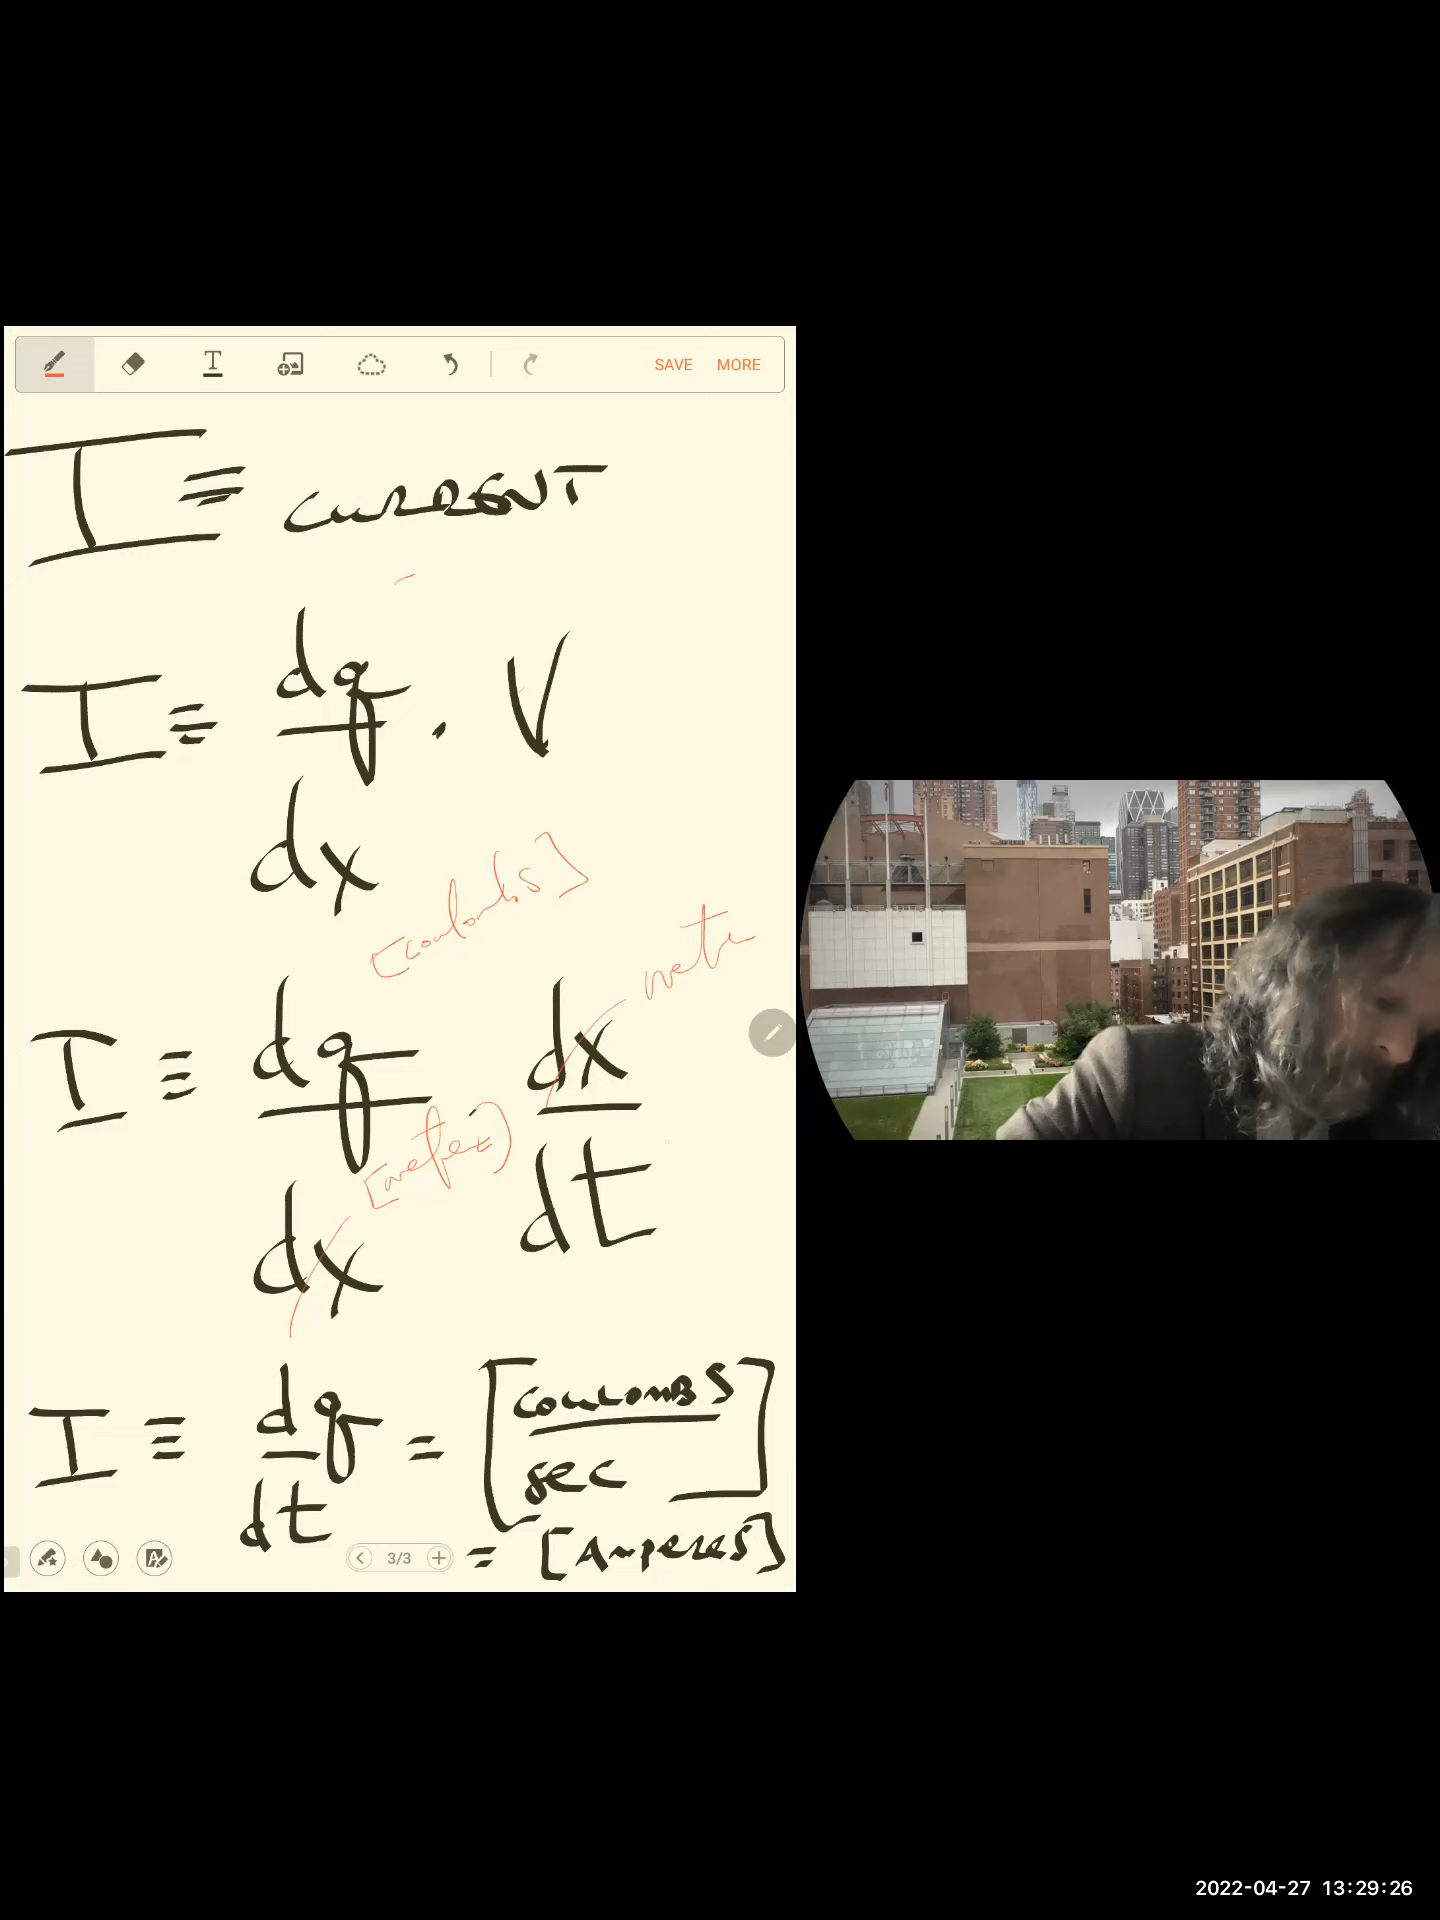 T
SAVE MORE
I ≡ CURRENT
I ≡ dq/dx . V
[coulombs]
meter
I ≡ dq/dx . dx/dt
[meter]
I ≡ dq/dt = [COULOMBS/sec]
3/3
= [AmpereS]
2022-04-27 13:29:26